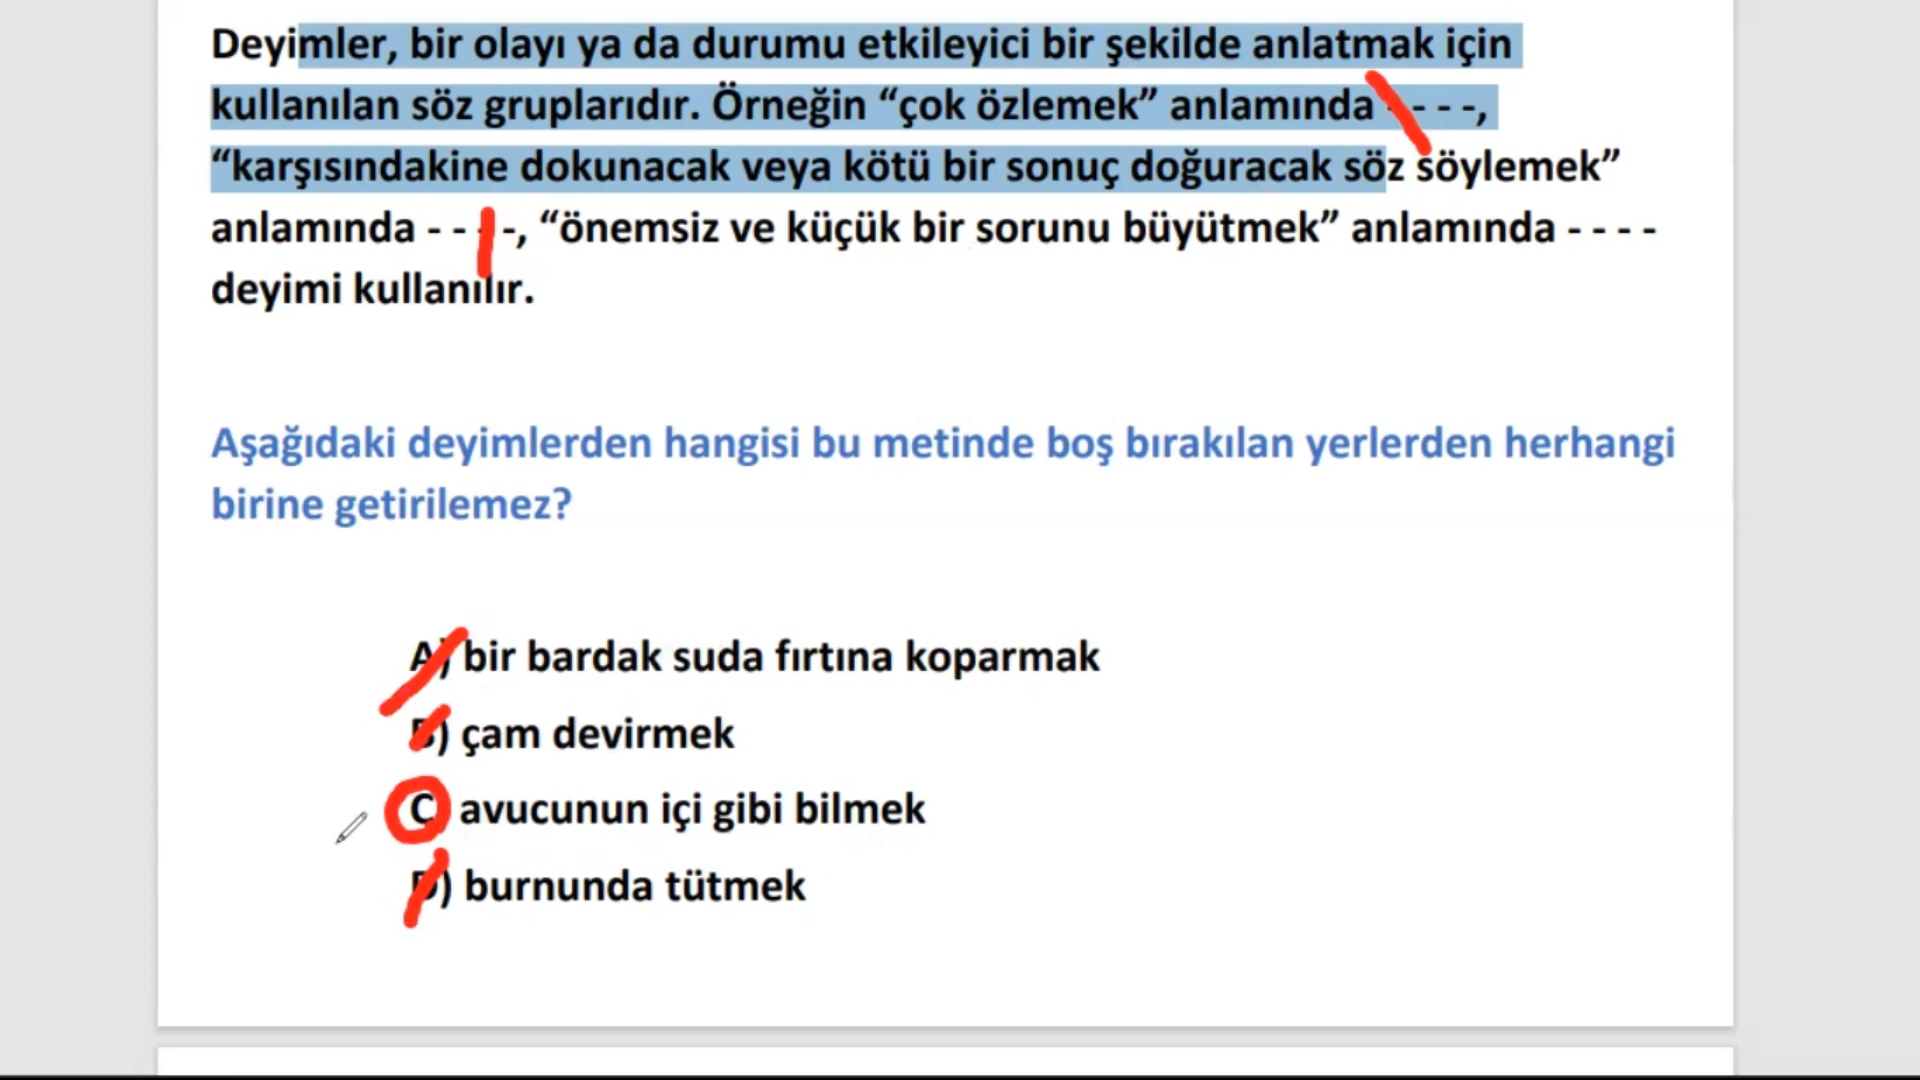 Deyimler, bir olayı ya da durumu etkileyici bir şekilde anlatmak için
kullanılan söz gruplarıdır. Örneğin “çok özlemek” anlamında - - - -,
“karşısındakine dokunacak veya kötü bir sonuç doğuracak söz söylemek”
anlamında - - - -, “önemsiz ve küçük bir sorunu büyütmek” anlamında - - - -
deyimi kullanılır.
Aşağıdaki deyimlerden hangisi bu metinde boş bırakılan yerlerden herhangi
birine getirilemez?
A) bir bardak suda fırtına koparmak
B) çam devirmek
C) avucunun içi gibi bilmek
D) burnunda tütmek